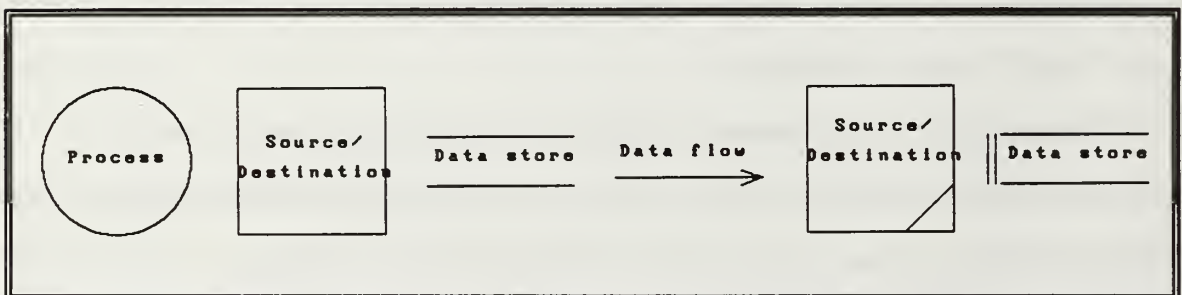 Process
Source/
Destination
Data store
Data flow
Source/
Destination
Data store